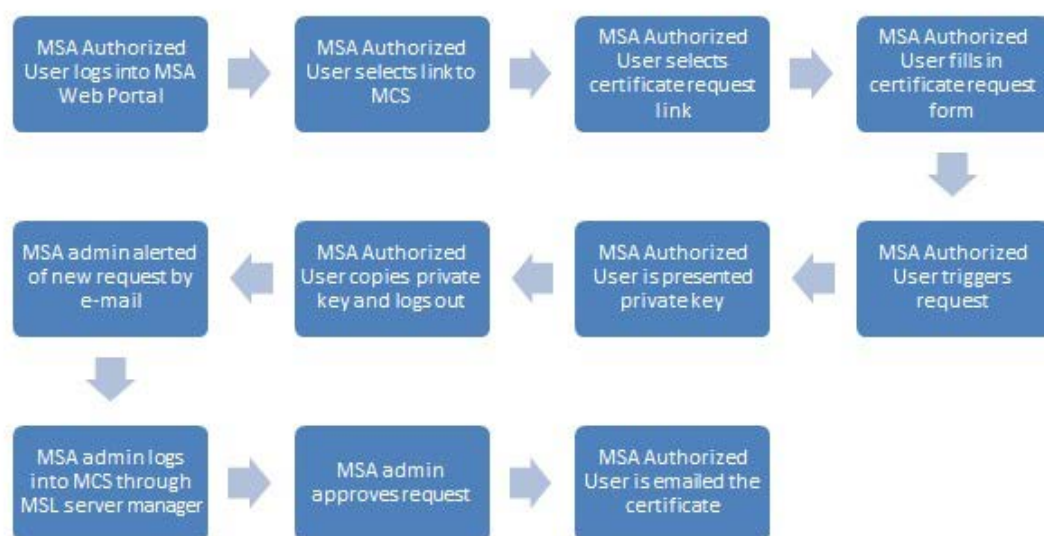 MSA Authorized
User logs into MSA
Web Portal
MSA Authorized
User selects link to
MCS
MSA Authorized
User selects
certificate request
link
MSA Authorized
User fills in
certificate request
form
MSA Authorized
User triggers
request
MSA Authorized
User is presented
private key
MSA Authorized
User copies private
key and logs out
MSA admin alerted
of new request by
e-mail
MSA admin logs
into MCS through
MSL server manager
MSA admin
approves request
MSA Authorized
User is emailed the
certificate